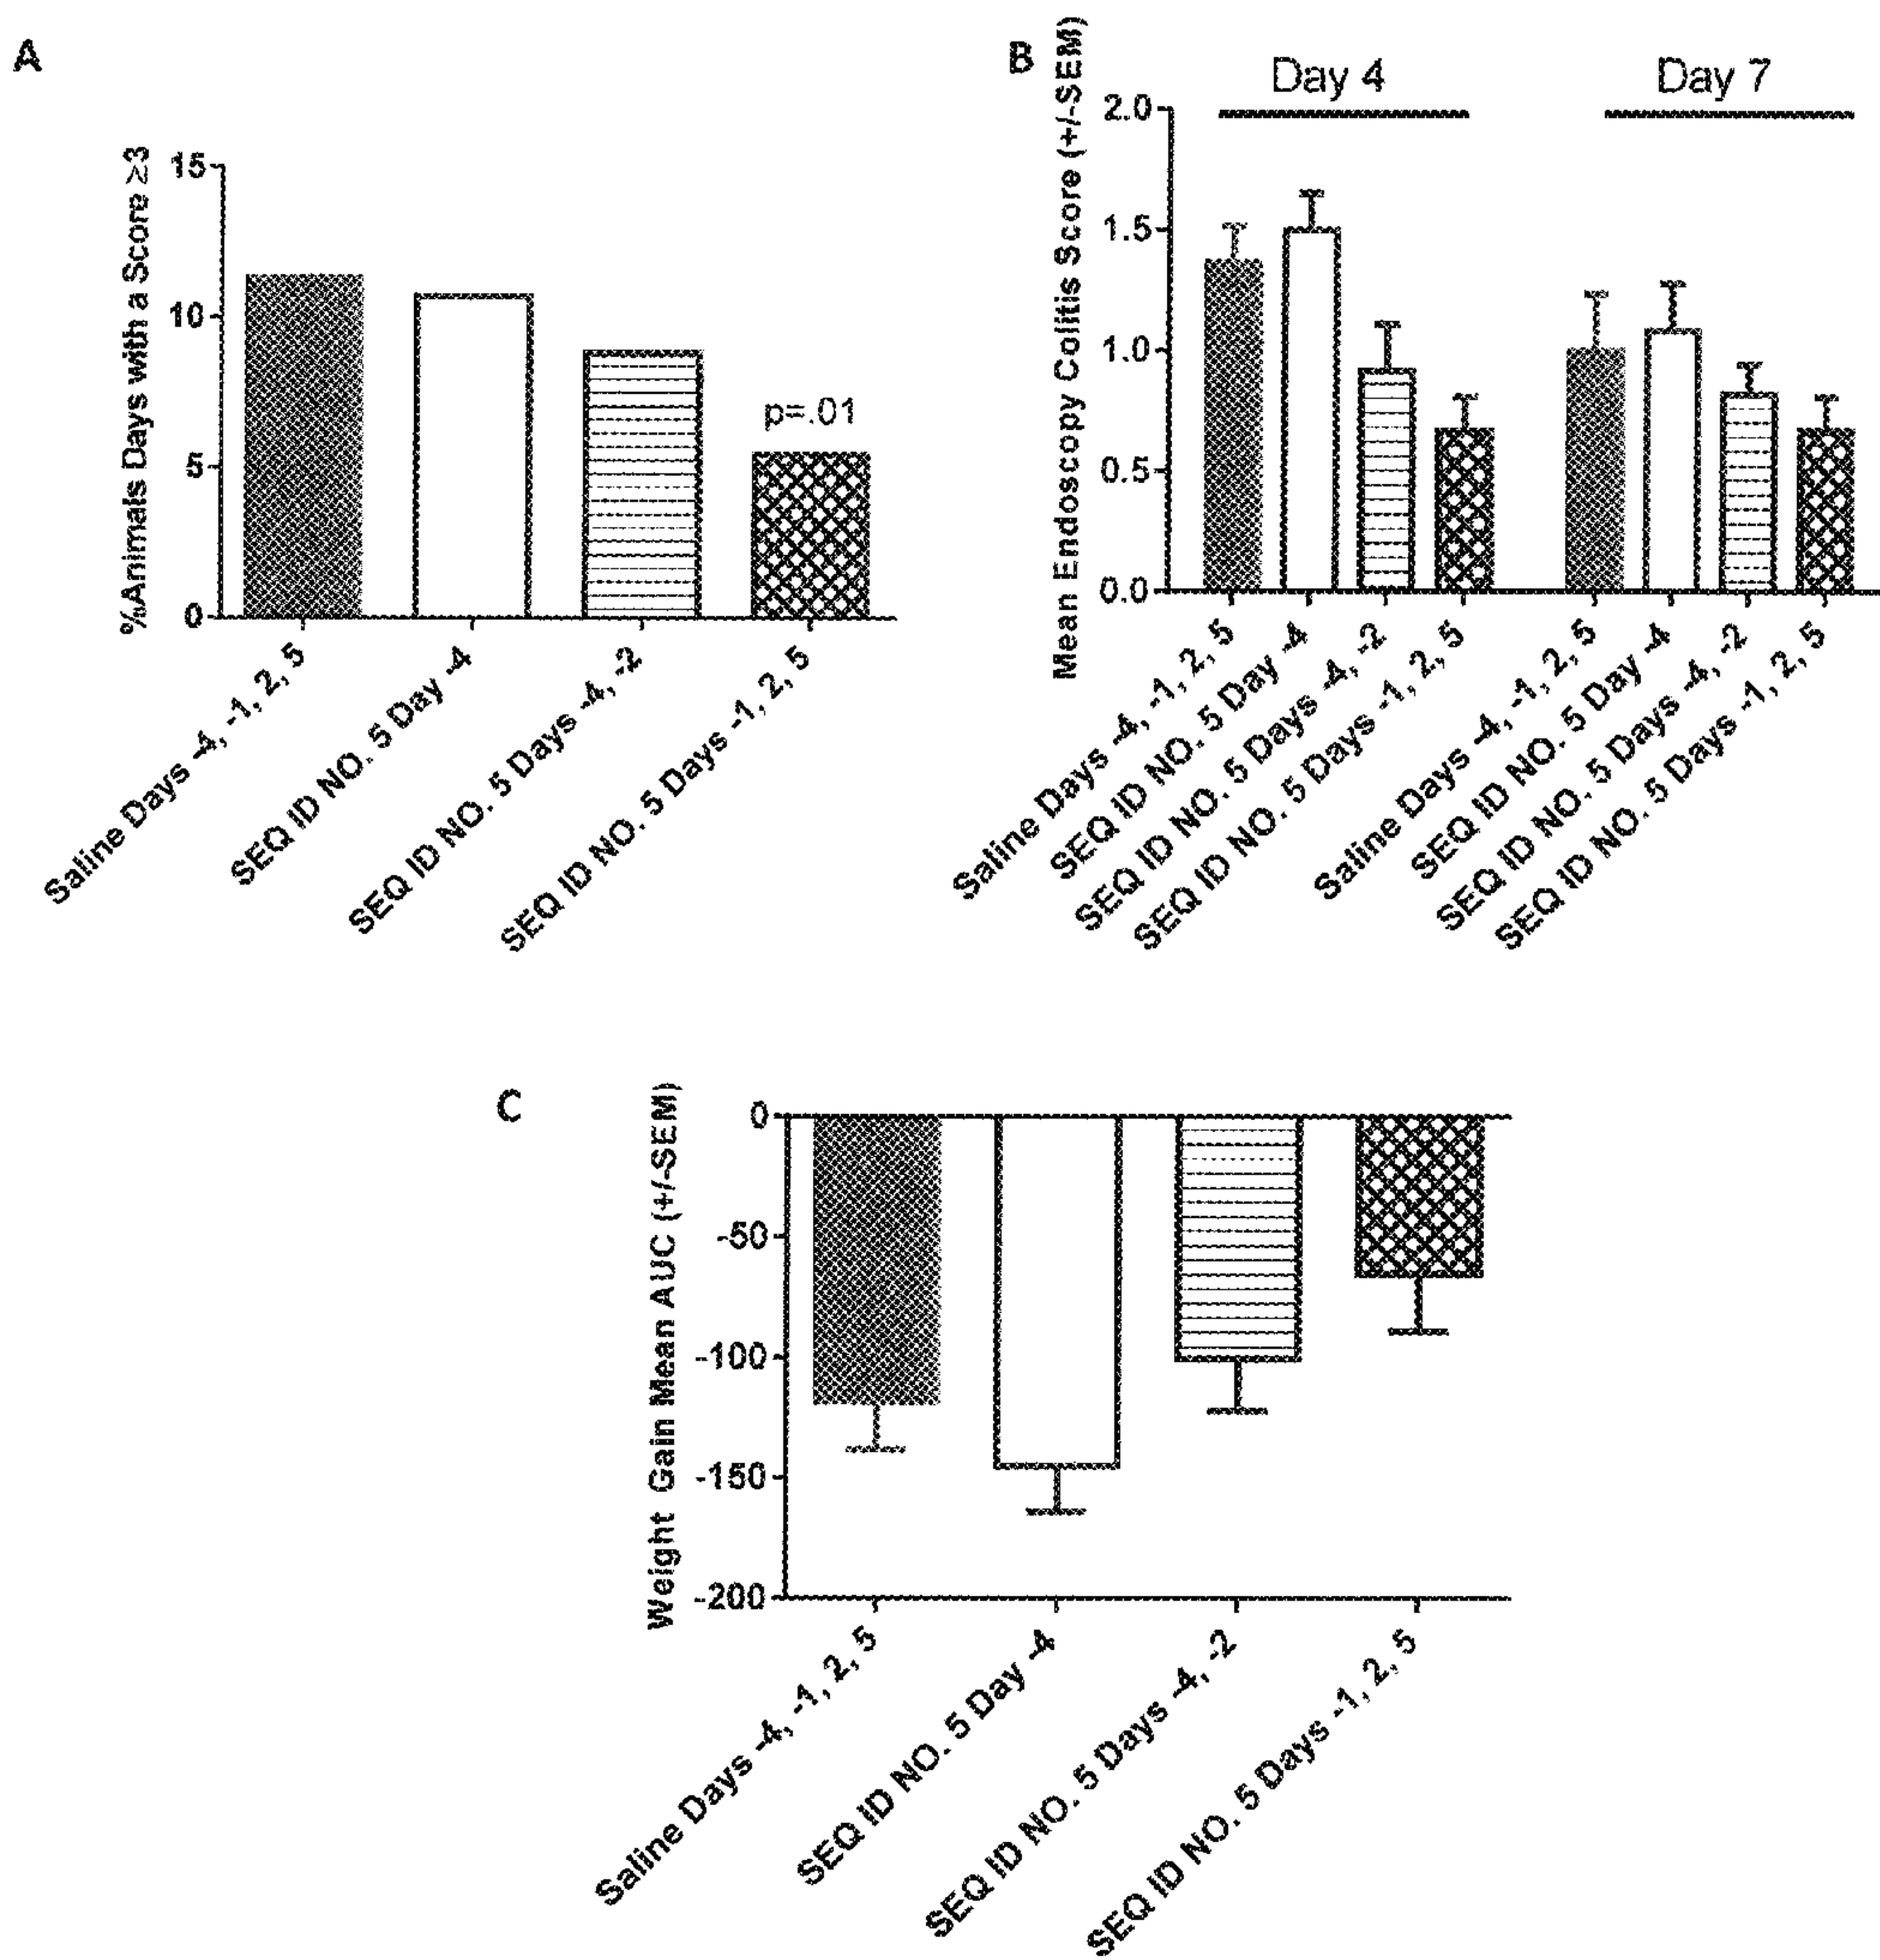 A
%Animals Days with a Score ≥3
15
10
5
0
p=.01
Saline Days -4, -1, 2, 5
SEQ ID NO. 5 Day -4
SEQ ID NO. 5 Days -4, -2
SEQ ID NO. 5 Days -1, 2, 5
B
Mean Endoscopy Colitis Score (+/-SEM)
Day 4
Day 7
2.0
1.5
1.0
0.5
0.0
Saline Days -4, -1, 2, 5
SEQ ID NO. 5 Day -4
SEQ ID NO. 5 Days -4, -2
SEQ ID NO. 5 Days -1, 2, 5
Saline Days -4, -1, 2, 5
SEQ ID NO. 5 Day -4
SEQ ID NO. 5 Days -4, -2
SEQ ID NO. 5 Days -1, 2, 5
C
Weight Gain Mean AUC (+/-SEM)
0
-50
-100
-150
-200
Saline Days -4, -1, 2, 5
SEQ ID NO. 5 Day -4
SEQ ID NO. 5 Days -4, -2
SEQ ID NO. 5 Days -1, 2, 5